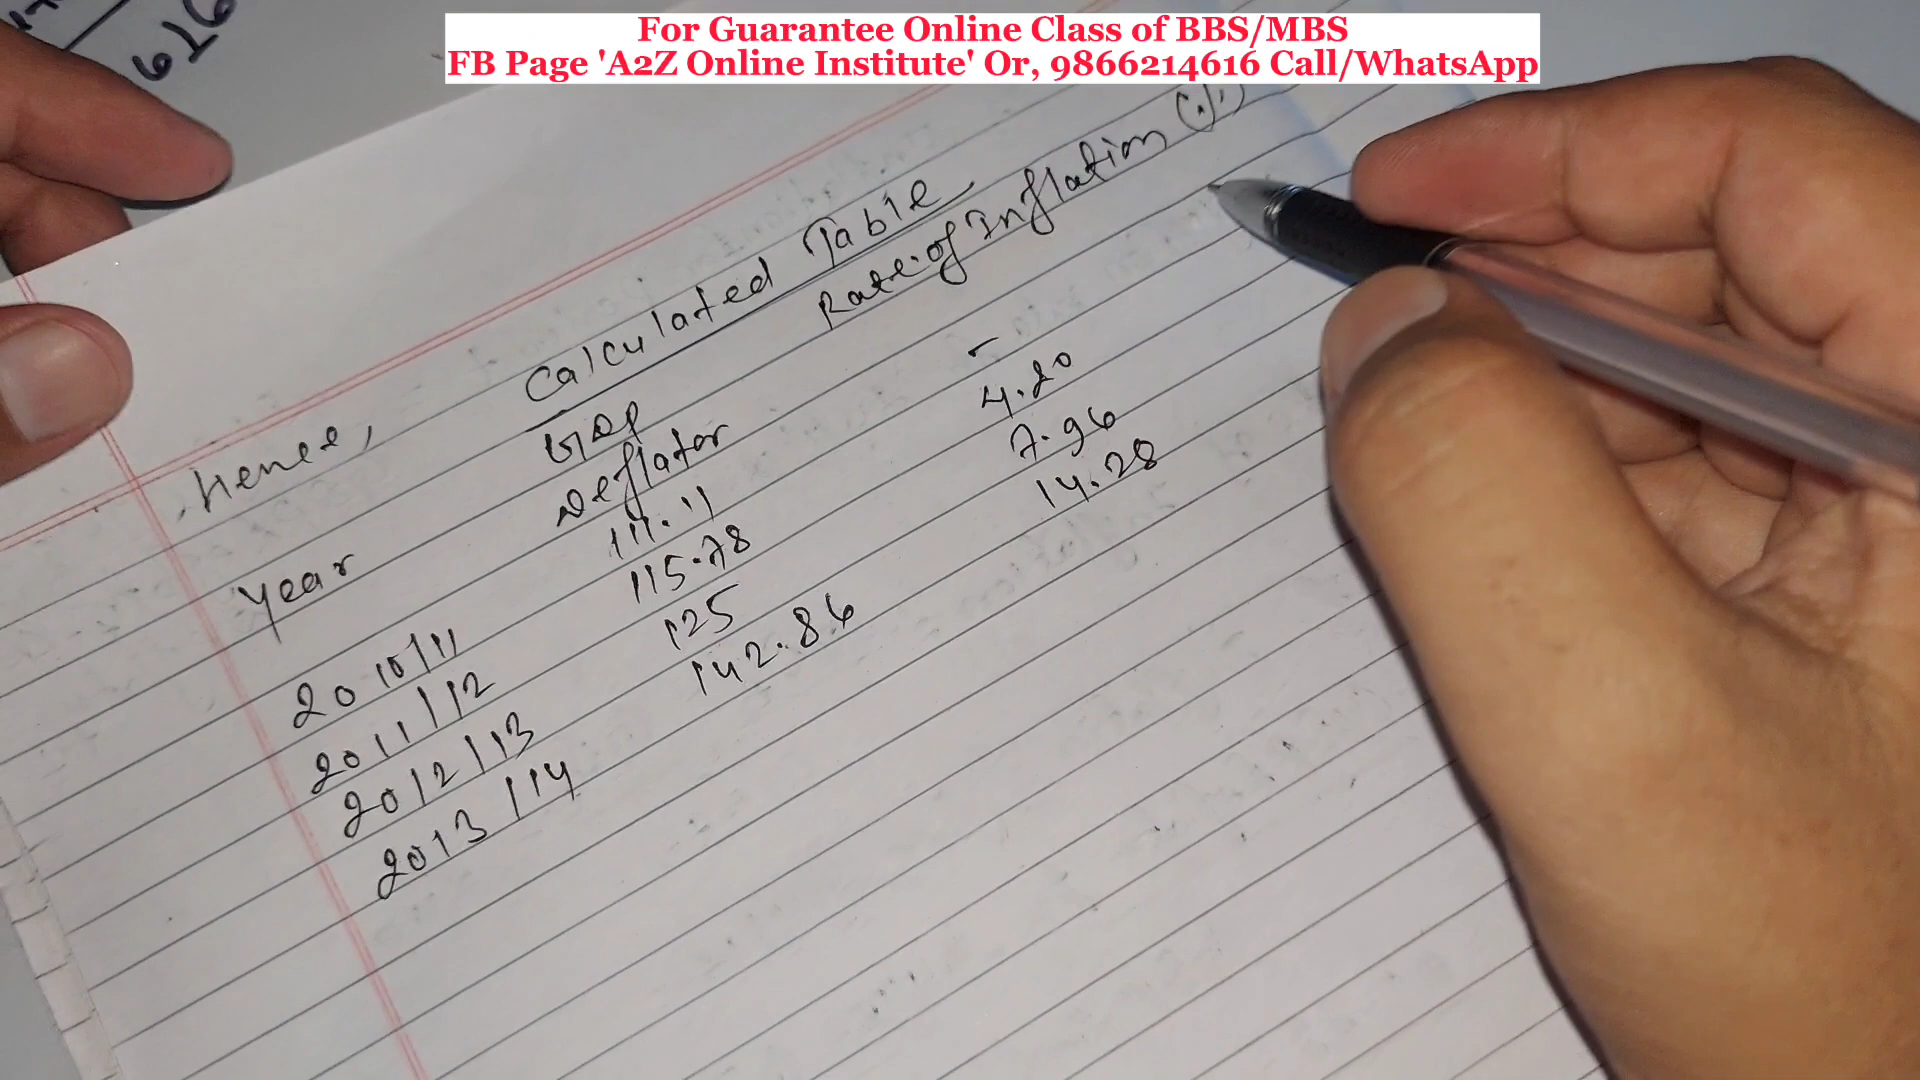 For Guarantee Online Class of BBS/MBS
FB Page 'A2Z Online Institute' Or, 9866214616 Call/WhatsApp
616
Hence,
Calculated Table
Year GDP Deflator Rate of Inflation (%)
2010/11 111.11 -
2011/12 115.78 4.20
2012/13 125 7.96
2013/14 142.86 14.28